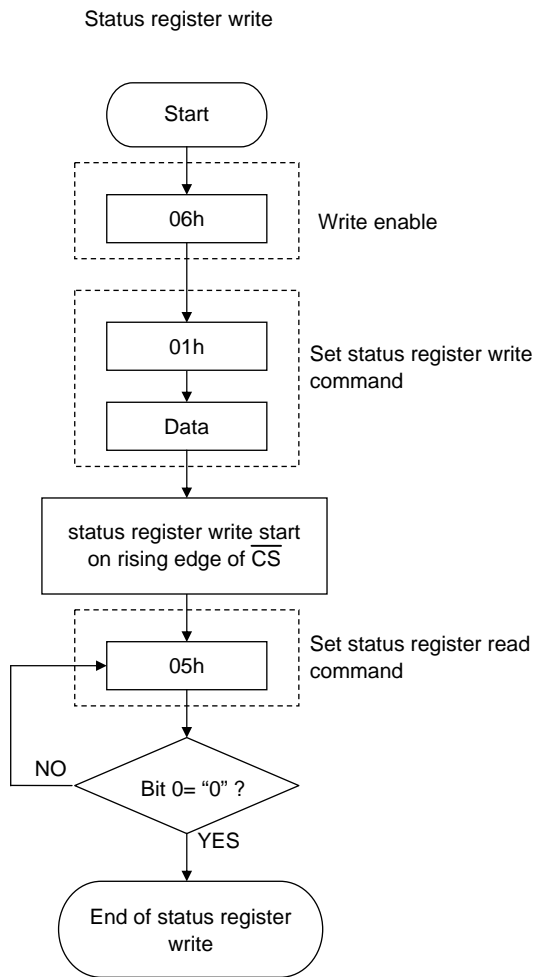 Status register write
Start
06h
Write enable
01h
Set status register write
command
Data
status register write start
on rising edge of C̅S̅
05h
Set status register read
command
NO
Bit 0= “0” ?
YES
End of status register
write